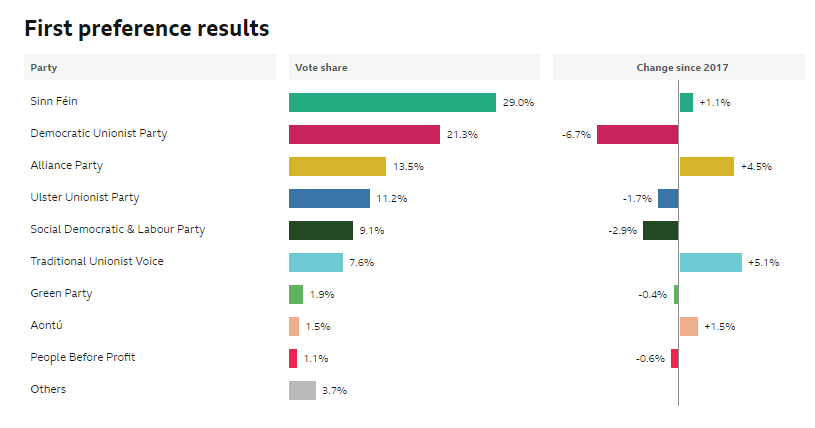 First preference results
Party Vote share Change since 2017
Sinn Féin 29.0% +1.1%
Democratic Unionist Party 21.3% -6.7%
Alliance Party 13.5% +4.5%
Ulster Unionist Party 11.2% -1.7%
Social Democratic & Labour Party 9.1% -2.9%
Traditional Unionist Voice 7.6% +5.1%
Green Party 1.9% -0.4%
Aontú 1.5% +1.5%
People Before Profit 1.1% -0.6%
Others 3.7%